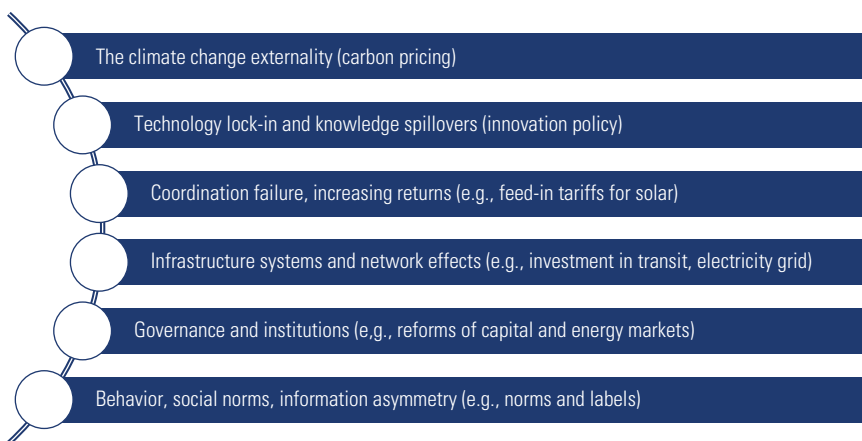 The climate change externality (carbon pricing)
Technology lock-in and knowledge spillovers (innovation policy)
Coordination failure, increasing returns (e.g., feed-in tariffs for solar)
Infrastructure systems and network effects (e.g., investment in transit, electricity grid)
Governance and institutions (e,g., reforms of capital and energy markets)
Behavior, social norms, information asymmetry (e.g., norms and labels)